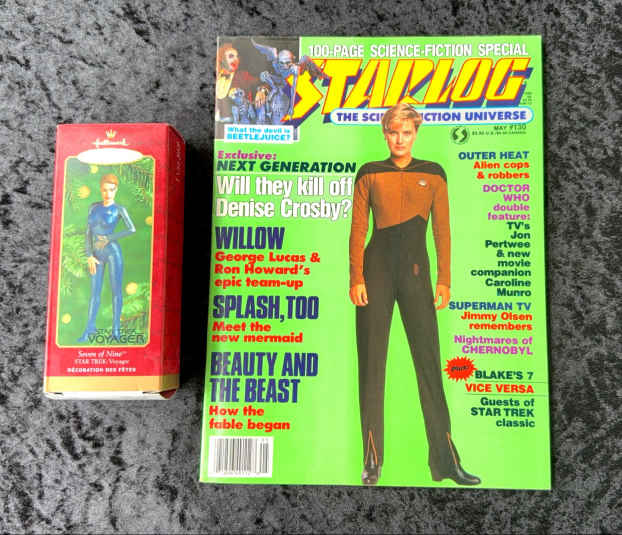 Hallmark
STAR TREK
VOYAGER
Seven of Nine
STAR TREK: Voyager
DÉCORATION DES FÊTES
100-PAGE SCIENCE-FICTION SPECIAL
STARLOG
THE SCIENCE FICTION UNIVERSE
What the devil is
BEETLEJUICE?
MAY #130
Exclusive:
NEXT GENERATION
Will they kill off
Denise Crosby?
WILLOW
George Lucas &
Ron Howard's
epic team-up
SPLASH, TOO
Meet the
new mermaid
BEAUTY AND
THE BEAST
How the
fable began
OUTER HEAT
Alien cops
& robbers
DOCTOR
WHO
double
feature:
TV's
Jon
Pertwee
& new
movie
companion
Caroline
Munro
SUPERMAN TV
Jimmy Olsen
remembers
Nightmares of
CHERNOBYL
plus:
BLAKE'S 7
VICE VERSA
Guests of
STAR TREK
classic